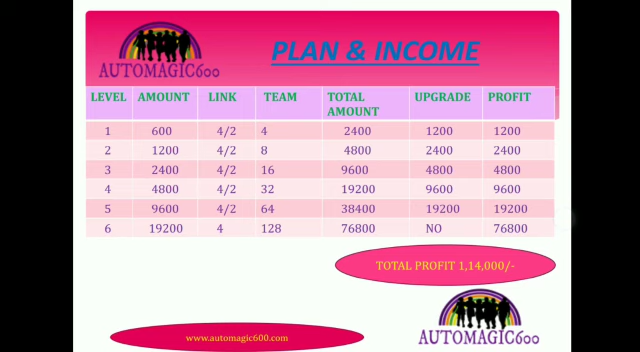 AUTOMAGIC600
PLAN & INCOME
LEVEL AMOUNT LINK TEAM TOTAL AMOUNT UPGRADE PROFIT
1 600 4/2 4 2400 1200 1200
2 1200 4/2 8 4800 2400 2400
3 2400 4/2 16 9600 4800 4800
4 4800 4/2 32 19200 9600 9600
5 9600 4/2 64 38400 19200 19200
6 19200 4 128 76800 NO 76800
TOTAL PROFIT 1,14,000/-
www.automagic600.com
AUTOMAGIC600